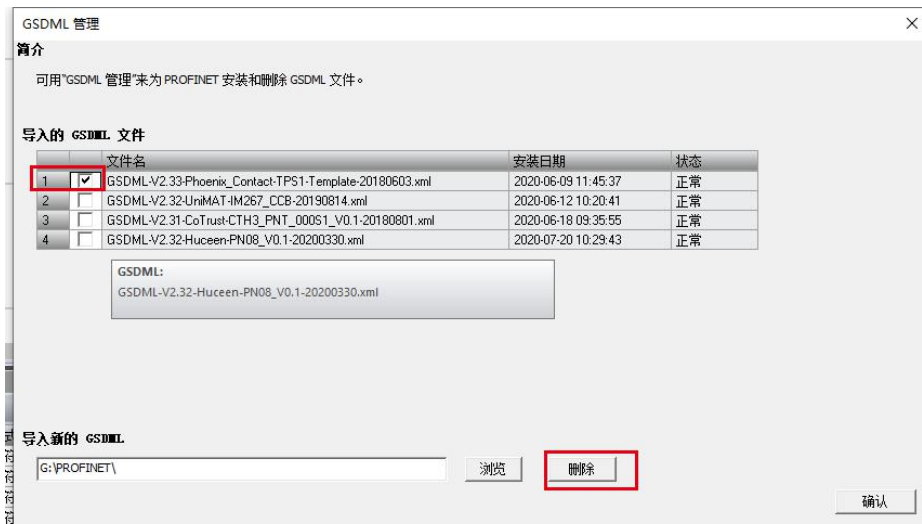 GSDML 管理
简介
可用"GSDML 管理"来为 PROFINET 安装和删除 GSDML 文件。
导入的 GSDML 文件
文件名 安装日期 状态
1 GSDML-V2.33-Phoenix_Contact-TPS1-Template-20180603.xml 2020-06-09 11:45:37 正常
2 GSDML-V2.32-UniMAT-IM267_CCB-20190814.xml 2020-06-12 10:20:41 正常
3 GSDML-V2.31-CoTrust-CTH3_PNT_000S1_V0.1-20180801.xml 2020-06-18 09:35:55 正常
4 GSDML-V2.32-Huceen-PN08_V0.1-20200330.xml 2020-07-20 10:29:43 正常
GSDML:
GSDML-V2.32-Huceen-PN08_V0.1-20200330.xml
导入新的 GSDML
G:\PROFINET\ 浏览 删除
确认